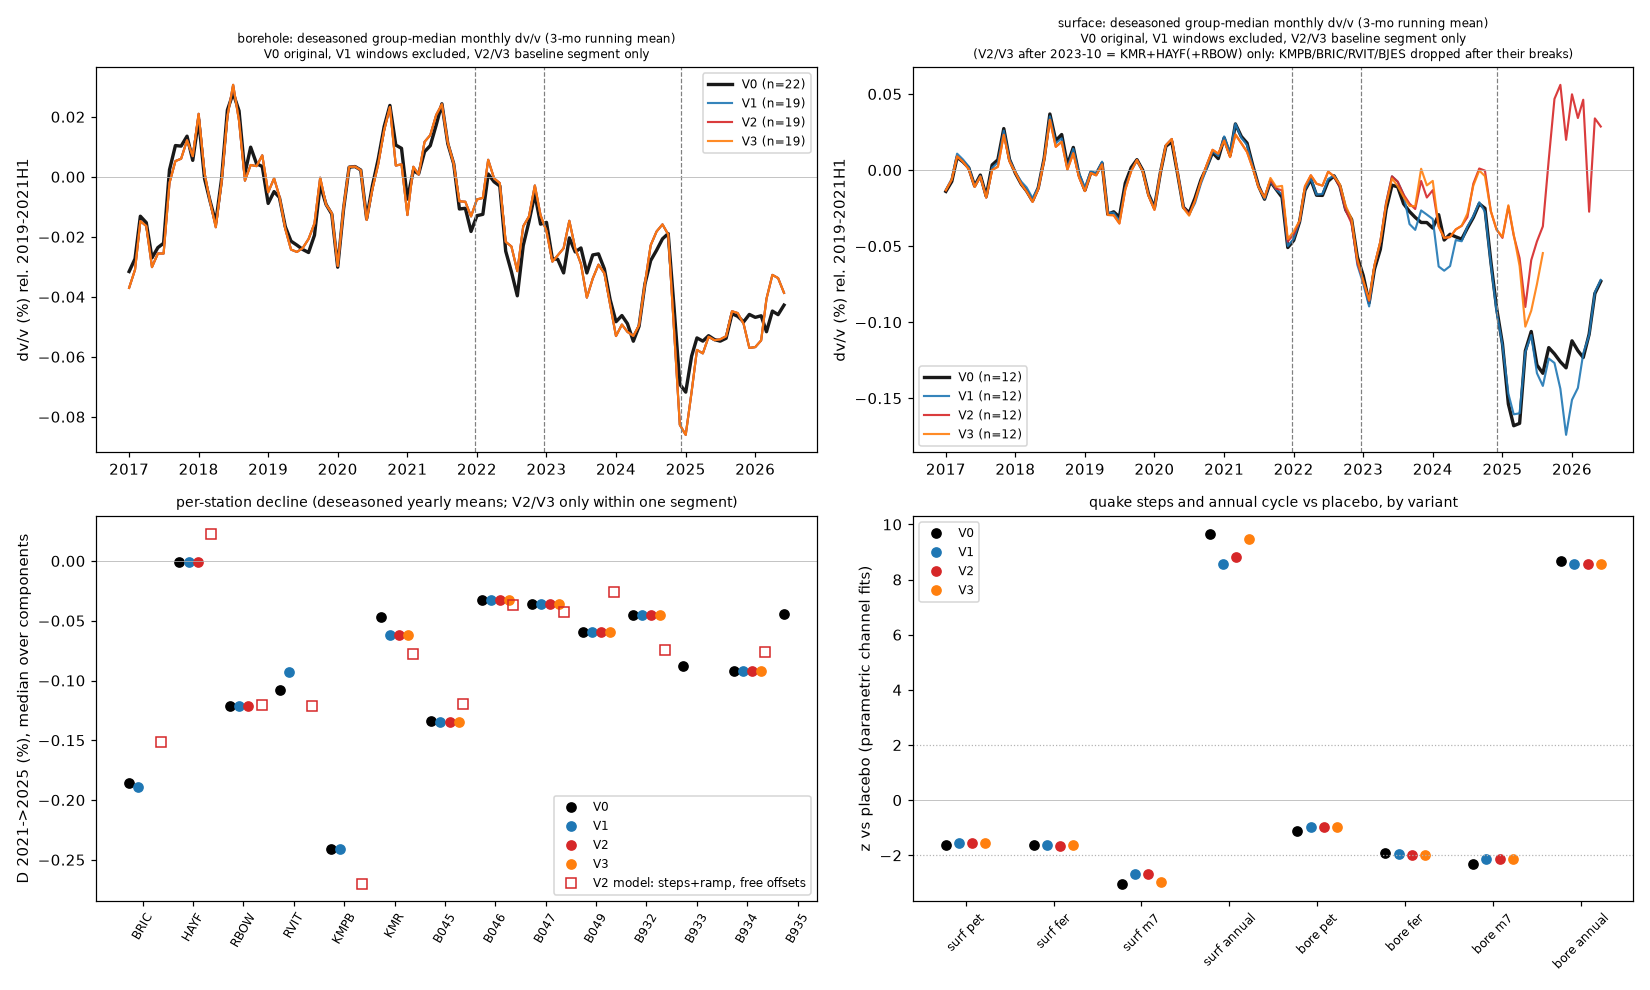 borehole: deseasoned group-median monthly dv/v (3-mo running mean)
V0 original, V1 windows excluded, V2/V3 baseline segment only
dv/v (%) rel. 2019-2021H1
0.02
0.00
−0.02
−0.04
−0.06
−0.08
V0 (n=22)
V1 (n=19)
V2 (n=19)
V3 (n=19)
2017 2018 2019 2020 2021 2022 2023 2024 2025 2026
surface: deseasoned group-median monthly dv/v (3-mo running mean)
V0 original, V1 windows excluded, V2/V3 baseline segment only
(V2/V3 after 2023-10 = KMR+HAYF(+RBOW) only: KMPB/BRIC/RVIT/BJES dropped after their breaks)
dv/v (%) rel. 2019-2021H1
0.05
0.00
−0.05
−0.10
−0.15
V0 (n=12)
V1 (n=12)
V2 (n=12)
V3 (n=12)
2017 2018 2019 2020 2021 2022 2023 2024 2025 2026
per-station decline (deseasoned yearly means; V2/V3 only within one segment)
D 2021->2025 (%), median over components
0.00
−0.05
−0.10
−0.15
−0.20
−0.25
V0
V1
V2
V3
V2 model: steps+ramp, free offsets
BRIC HAYF RBOW RVIT KMPB KMR B045 B046 B047 B049 B932 B933 B934 B935
quake steps and annual cycle vs placebo, by variant
z vs placebo (parametric channel fits)
10
8
6
4
2
0
−2
V0
V1
V2
V3
surf pet surf fer surf m7 surf annual bore pet bore fer bore m7 bore annual